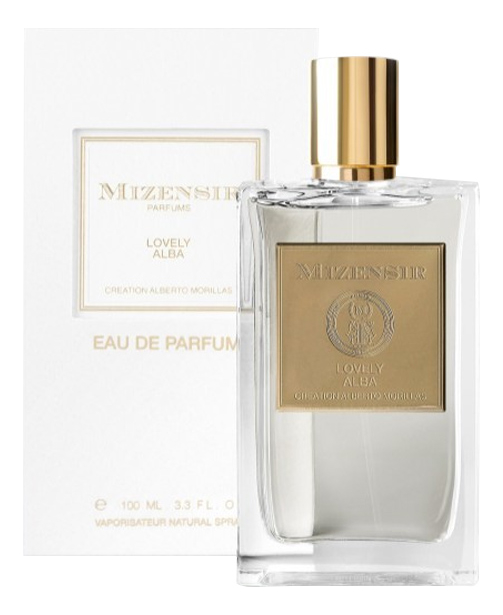 MIZENSIR
PARFUMS
LOVELY
ALBA
CREATION ALBERTO MORILLAS
EAU DE PARFUM
e 100 ML 3.3 FL. O
VAPORISATEUR NATURAL SPRA
MIZENSIR
LOVELY
ALBA
CREATION ALBERTO MORILLAS